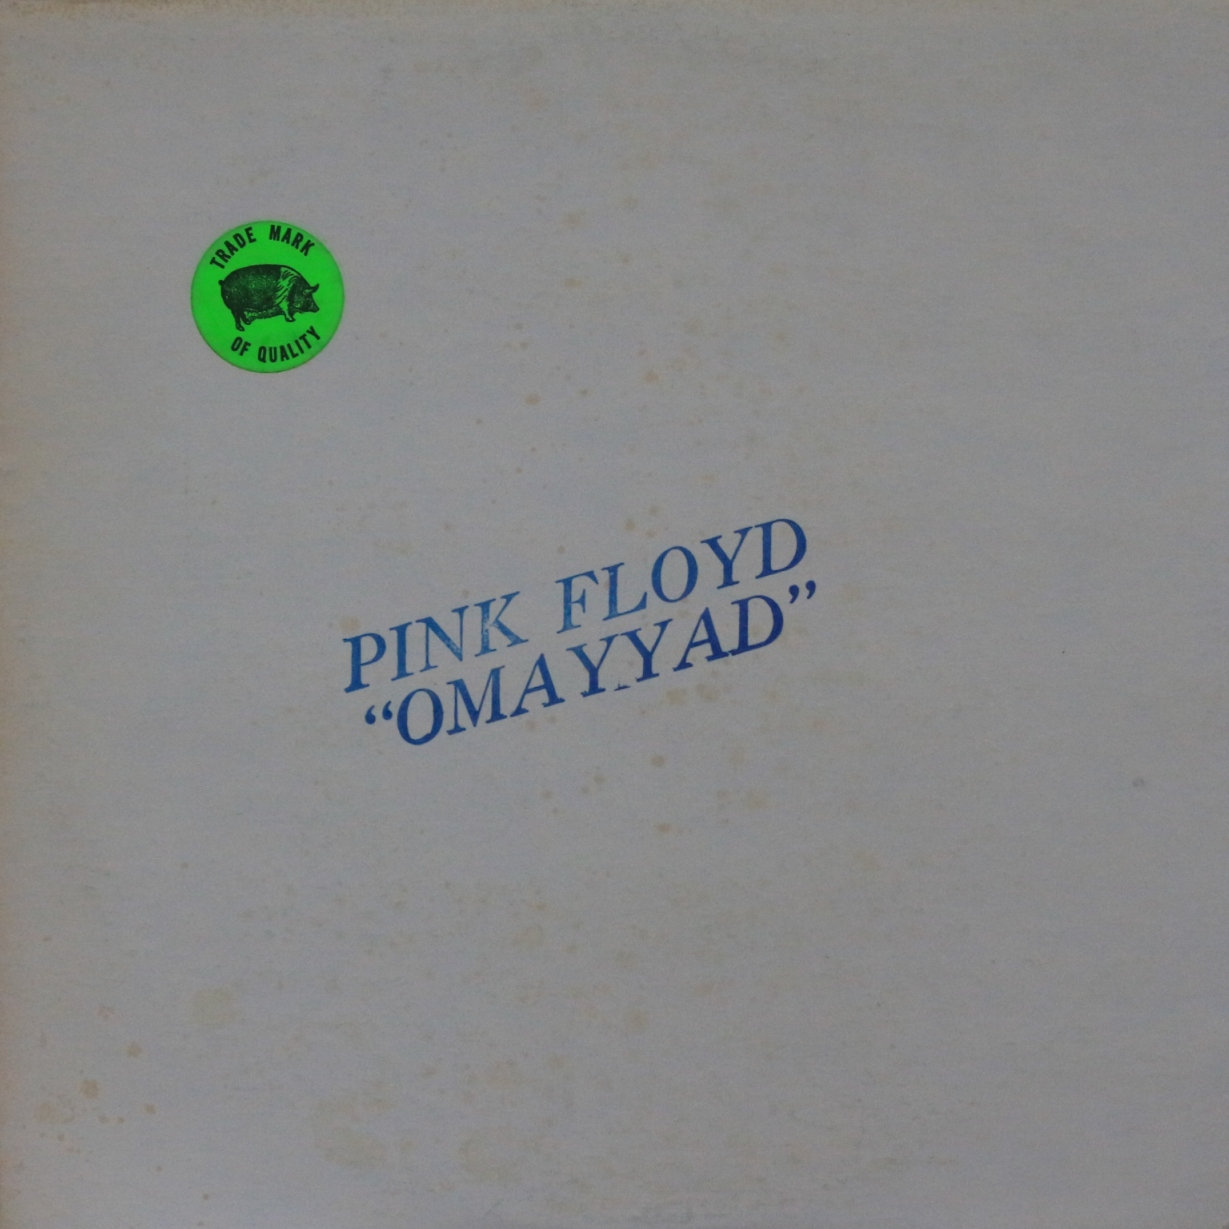 TRADE MARK
OF QUALITY
PINK FLOYD
“OMAYYAD”